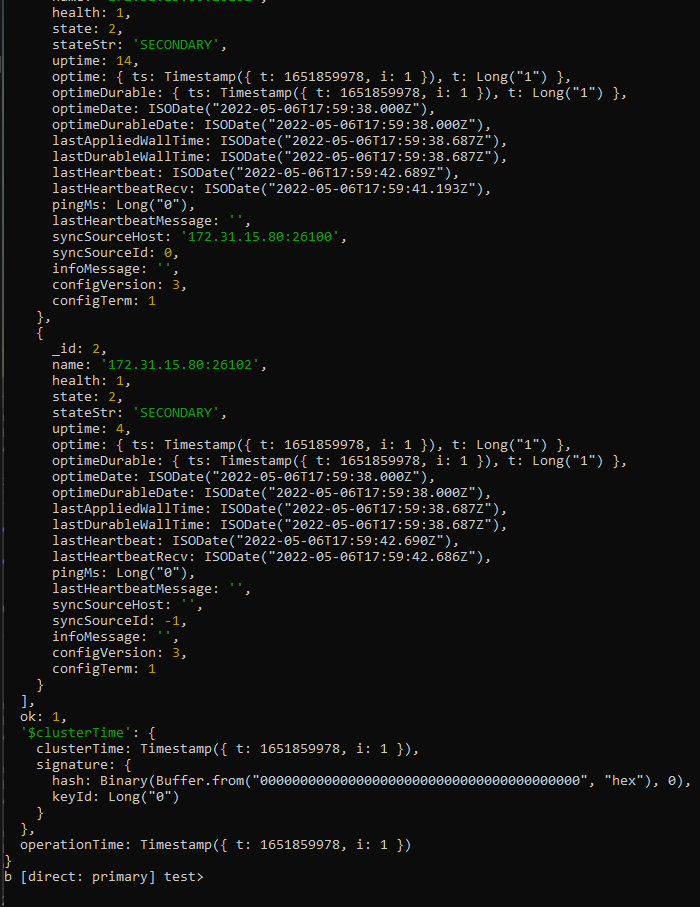 health: 1,
state: 2,
stateStr: 'SECONDARY',
uptime: 14,
optime: { ts: Timestamp({ t: 1651859978, i: 1 }), t: Long("1") },
optimeDurable: { ts: Timestamp({ t: 1651859978, i: 1 }), t: Long("1") },
optimeDate: ISODate("2022-05-06T17:59:38.000Z"),
optimeDurableDate: ISODate("2022-05-06T17:59:38.000Z"),
lastAppliedWallTime: ISODate("2022-05-06T17:59:38.687Z"),
lastDurableWallTime: ISODate("2022-05-06T17:59:38.687Z"),
lastHeartbeat: ISODate("2022-05-06T17:59:42.689Z"),
lastHeartbeatRecv: ISODate("2022-05-06T17:59:41.193Z"),
pingMs: Long("0"),
lastHeartbeatMessage: '',
syncSourceHost: '172.31.15.80:26100',
syncSourceId: 0,
infoMessage: '',
configVersion: 3,
configTerm: 1
},
{
_id: 2,
name: '172.31.15.80:26102',
health: 1,
state: 2,
stateStr: 'SECONDARY',
uptime: 4,
optime: { ts: Timestamp({ t: 1651859978, i: 1 }), t: Long("1") },
optimeDurable: { ts: Timestamp({ t: 1651859978, i: 1 }), t: Long("1") },
optimeDate: ISODate("2022-05-06T17:59:38.000Z"),
optimeDurableDate: ISODate("2022-05-06T17:59:38.000Z"),
lastAppliedWallTime: ISODate("2022-05-06T17:59:38.687Z"),
lastDurableWallTime: ISODate("2022-05-06T17:59:38.687Z"),
lastHeartbeat: ISODate("2022-05-06T17:59:42.690Z"),
lastHeartbeatRecv: ISODate("2022-05-06T17:59:42.686Z"),
pingMs: Long("0"),
lastHeartbeatMessage: '',
syncSourceHost: '',
syncSourceId: -1,
infoMessage: '',
configVersion: 3,
configTerm: 1
}
],
ok: 1,
'$clusterTime': {
clusterTime: Timestamp({ t: 1651859978, i: 1 }),
signature: {
hash: Binary(Buffer.from("0000000000000000000000000000000000000000", "hex"), 0),
keyId: Long("0")
}
},
operationTime: Timestamp({ t: 1651859978, i: 1 })
}
b [direct: primary] test>